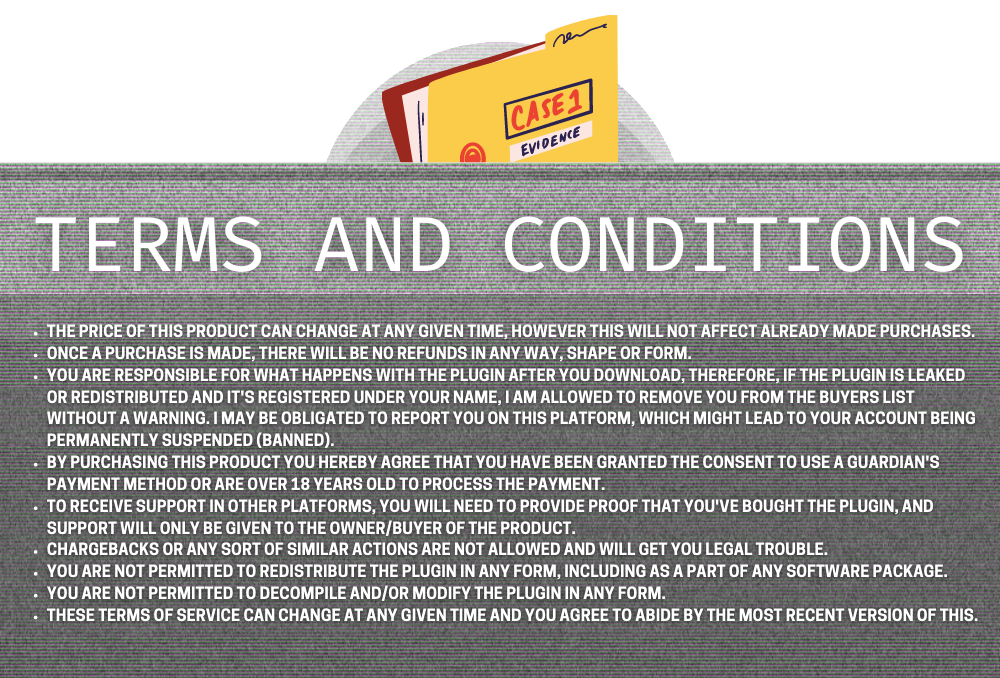 CASE 1
EVIDENCE
TERMS AND CONDITIONS
• THE PRICE OF THIS PRODUCT CAN CHANGE AT ANY GIVEN TIME, HOWEVER THIS WILL NOT AFFECT ALREADY MADE PURCHASES.
• ONCE A PURCHASE IS MADE, THERE WILL BE NO REFUNDS IN ANY WAY, SHAPE OR FORM.
• YOU ARE RESPONSIBLE FOR WHAT HAPPENS WITH THE PLUGIN AFTER YOU DOWNLOAD, THEREFORE, IF THE PLUGIN IS LEAKED
OR REDISTRIBUTED AND IT'S REGISTERED UNDER YOUR NAME, I AM ALLOWED TO REMOVE YOU FROM THE BUYERS LIST
WITHOUT A WARNING. I MAY BE OBLIGATED TO REPORT YOU ON THIS PLATFORM, WHICH MIGHT LEAD TO YOUR ACCOUNT BEING
PERMANENTLY SUSPENDED (BANNED).
• BY PURCHASING THIS PRODUCT YOU HEREBY AGREE THAT YOU HAVE BEEN GRANTED THE CONSENT TO USE A GUARDIAN'S
PAYMENT METHOD OR ARE OVER 18 YEARS OLD TO PROCESS THE PAYMENT.
• TO RECEIVE SUPPORT IN OTHER PLATFORMS, YOU WILL NEED TO PROVIDE PROOF THAT YOU'VE BOUGHT THE PLUGIN, AND
SUPPORT WILL ONLY BE GIVEN TO THE OWNER/BUYER OF THE PRODUCT.
• CHARGEBACKS OR ANY SORT OF SIMILAR ACTIONS ARE NOT ALLOWED AND WILL GET YOU LEGAL TROUBLE.
• YOU ARE NOT PERMITTED TO REDISTRIBUTE THE PLUGIN IN ANY FORM, INCLUDING AS A PART OF ANY SOFTWARE PACKAGE.
• YOU ARE NOT PERMITTED TO DECOMPILE AND/OR MODIFY THE PLUGIN IN ANY FORM.
• THESE TERMS OF SERVICE CAN CHANGE AT ANY GIVEN TIME AND YOU AGREE TO ABIDE BY THE MOST RECENT VERSION OF THIS.